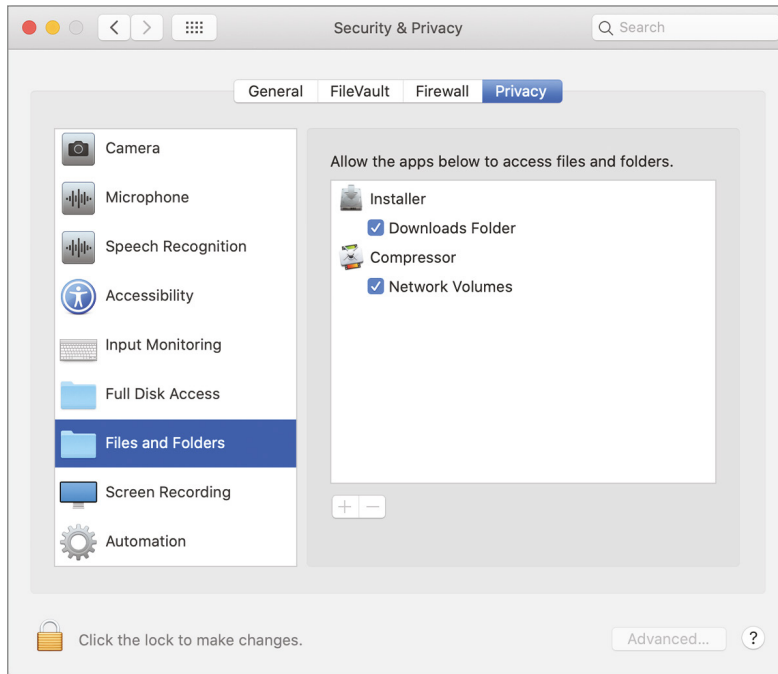 Security & Privacy
Search
General FileVault Firewall Privacy
Camera
Microphone
Speech Recognition
Accessibility
Input Monitoring
Full Disk Access
Files and Folders
Screen Recording
Automation
Allow the apps below to access files and folders.
Installer
Downloads Folder
Compressor
Network Volumes
+ −
Click the lock to make changes.
Advanced...
?